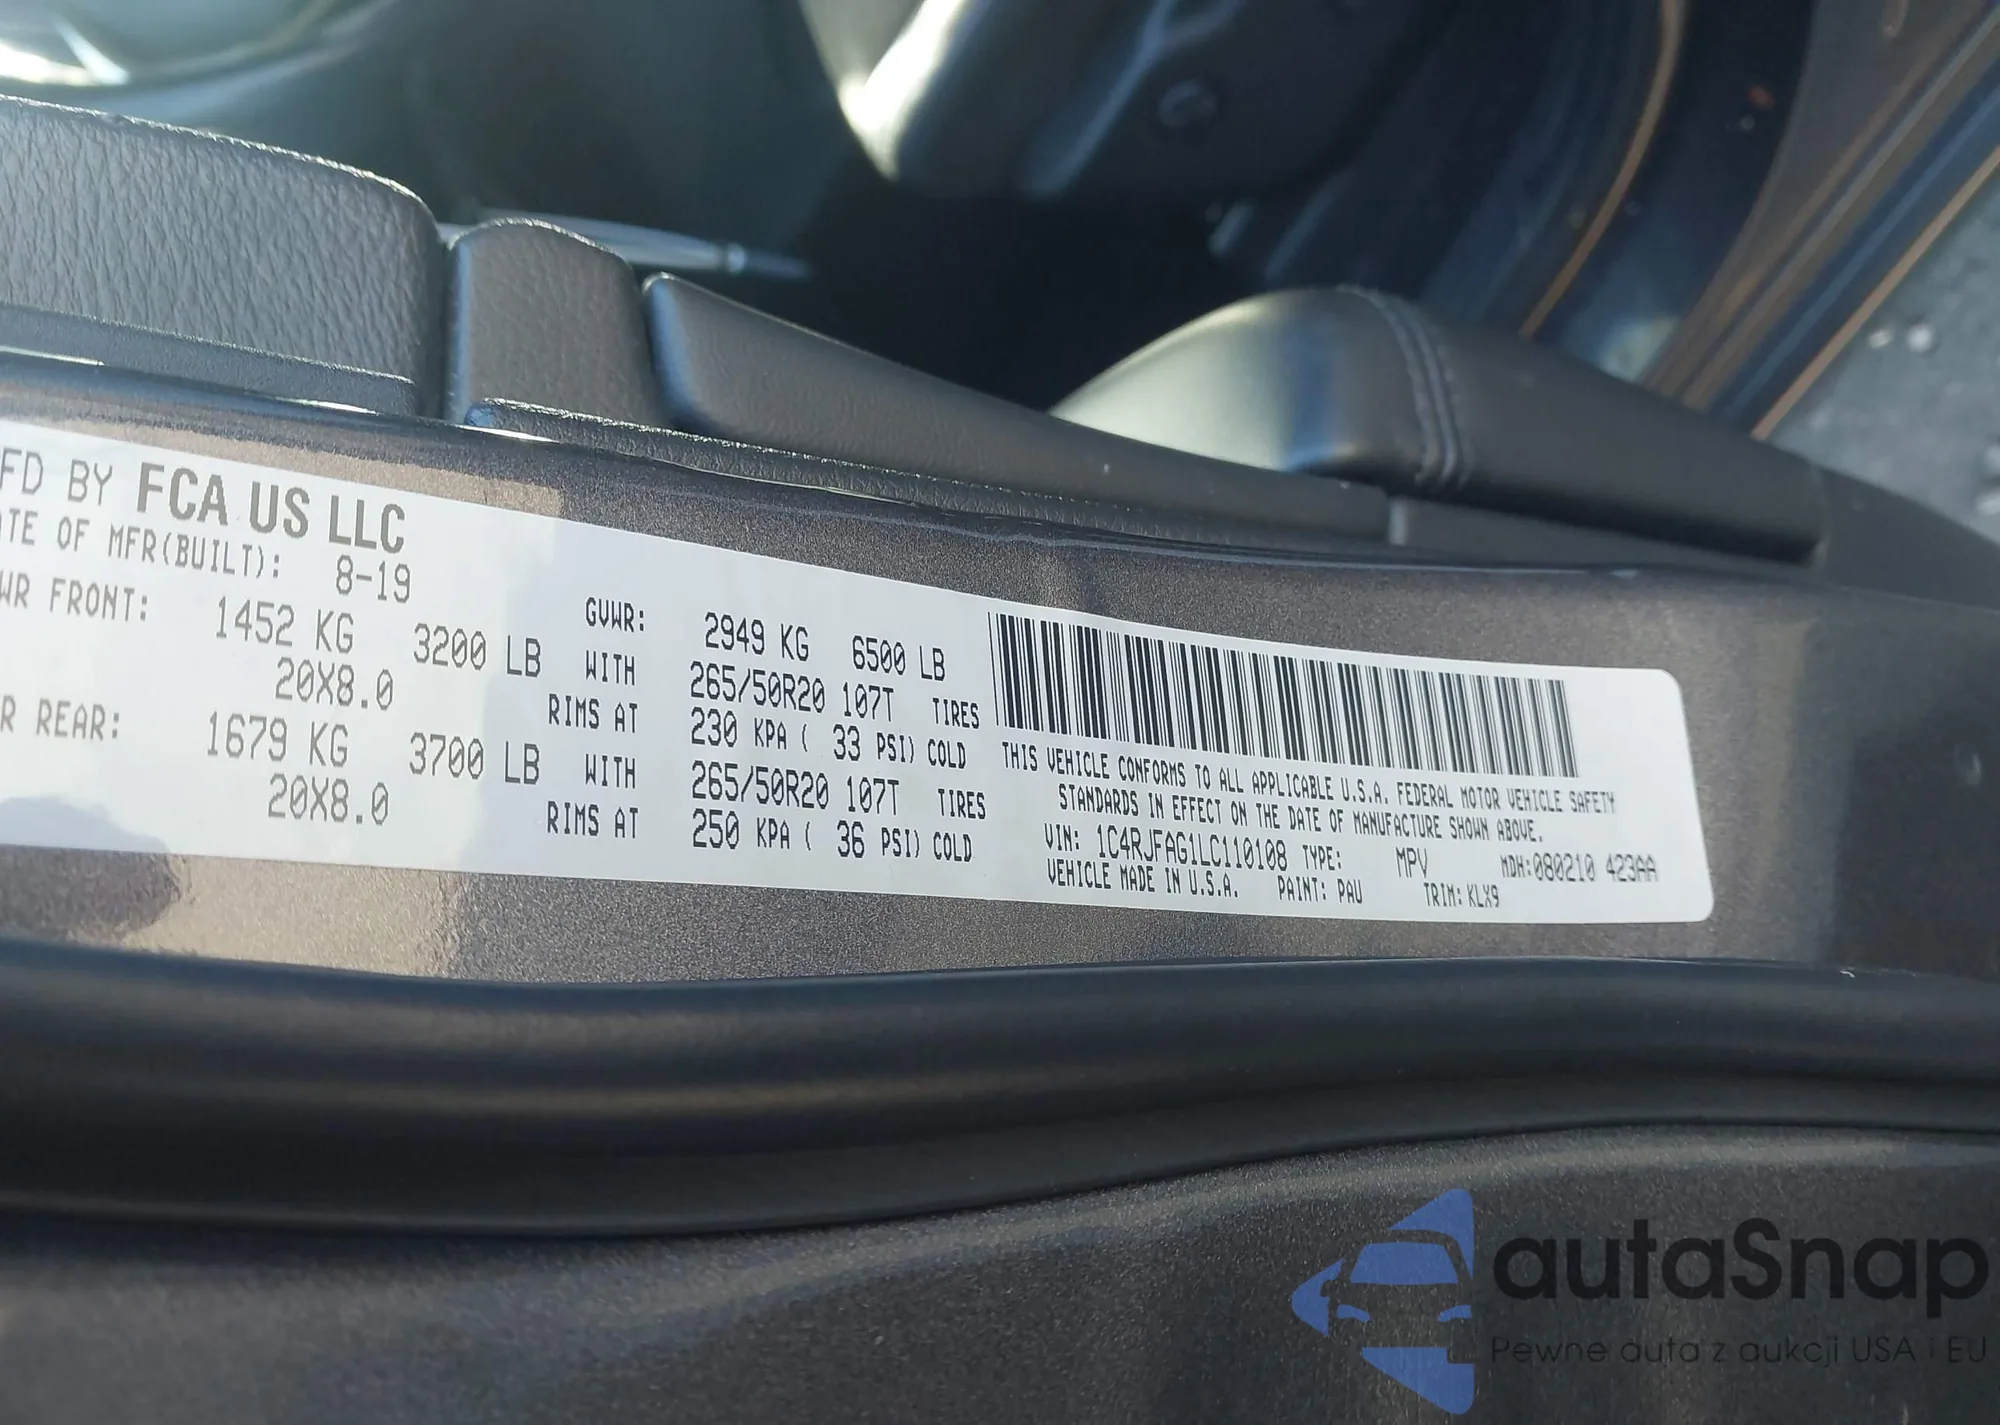 FD BY FCA US LLC
TE OF MFR(BUILT): 8-19
WR FRONT: 1452 KG 3200 LB
20X8.0
R REAR: 1679 KG 3700 LB
20X8.0
GVWR: 2949 KG 6500 LB
WITH 265/50R20 107T TIRES
RIMS AT 230 KPA ( 33 PSI) COLD
WITH 265/50R20 107T TIRES
RIMS AT 250 KPA ( 36 PSI) COLD
THIS VEHICLE CONFORMS TO ALL APPLICABLE U.S.A. FEDERAL MOTOR VEHICLE SAFETY
STANDARDS IN EFFECT ON THE DATE OF MANUFACTURE SHOWN ABOVE.
VIN: 1C4RJFAG1LC110108 TYPE: MPV MDH:080210 423AA
VEHICLE MADE IN U.S.A. PAINT: PAU TRIM: KLX9
autaSnap
Pewne auta z aukcji USA i EU